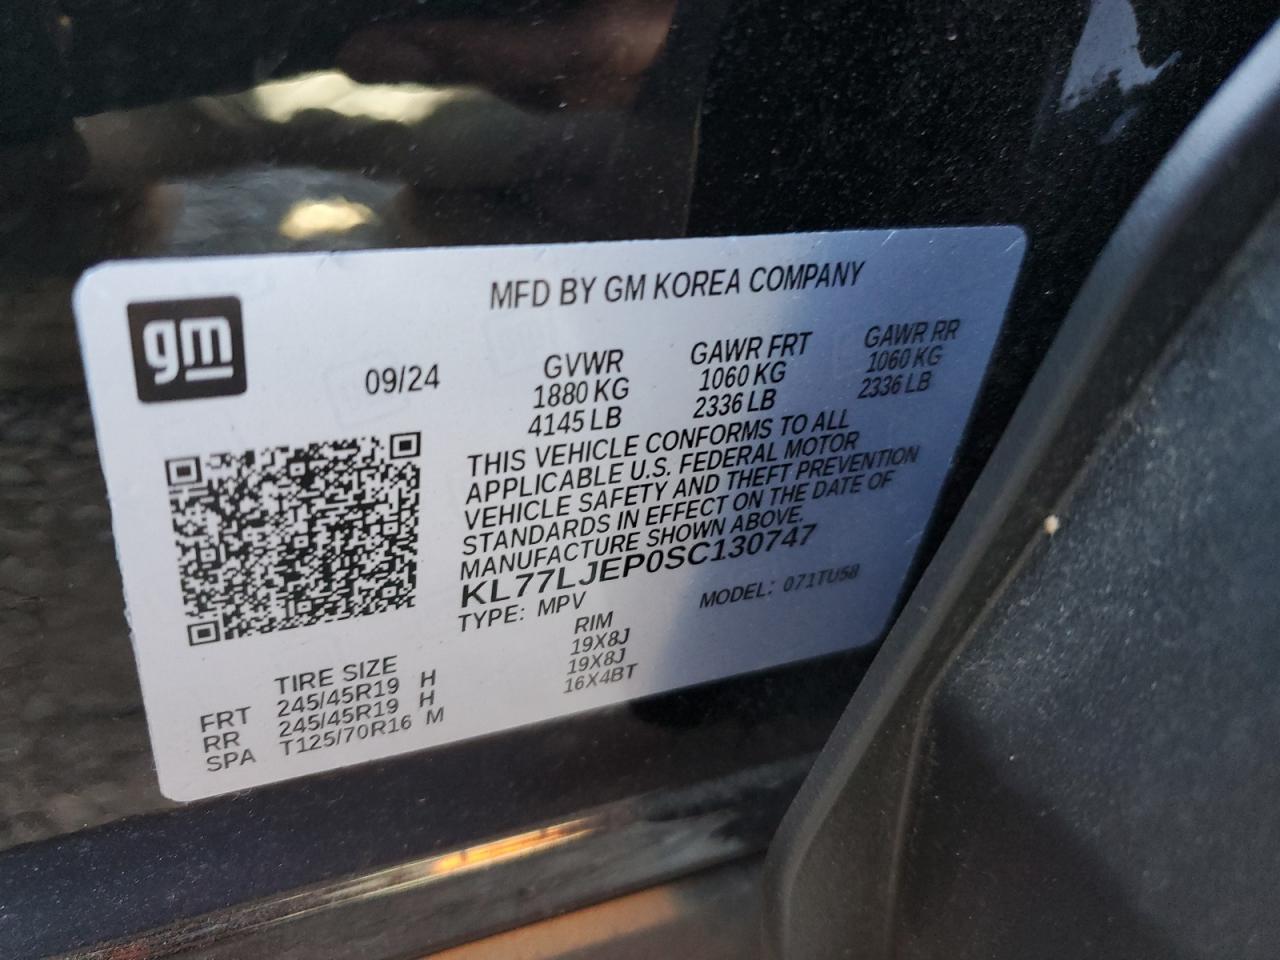 gm
MFD BY GM KOREA COMPANY
09/24
GVWR GAWR FRT GAWR RR
1880 KG 1060 KG 1060 KG
4145 LB 2336 LB 2336 LB
THIS VEHICLE CONFORMS TO ALL
APPLICABLE U.S. FEDERAL MOTOR
VEHICLE SAFETY AND THEFT PREVENTION
STANDARDS IN EFFECT ON THE DATE OF
MANUFACTURE SHOWN ABOVE.
KL77LJEP0SC130747
TYPE: MPV MODEL: 071TU58
TIRE SIZE RIM
FRT 245/45R19 H 19X8J
RR 245/45R19 H 19X8J
SPA T125/70R16 M 16X4BT